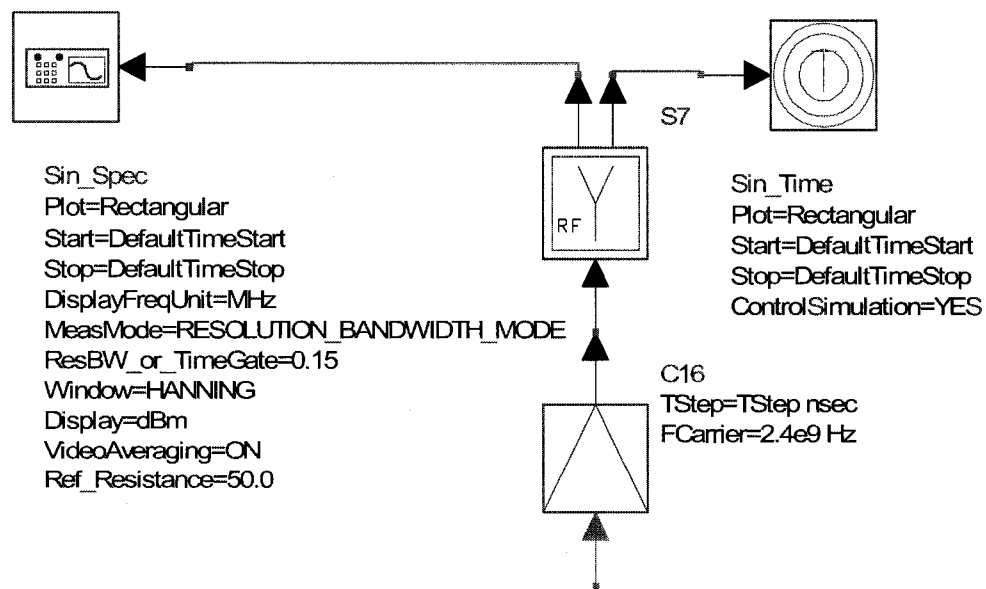 S7
Sin_Spec
Plot=Rectangular
Start=DefaultTimeStart
Stop=DefaultTimeStop
DisplayFreqUnit=MHz
MeasMode=RESOLUTION_BANDWIDTH_MODE
ResBW_or_TimeGate=0.15
Window=HANNING
Display=dBm
VideoAveraging=ON
Ref_Resistance=50.0
RF
Sin_Time
Plot=Rectangular
Start=DefaultTimeStart
Stop=DefaultTimeStop
ControlSimulation=YES
C16
TStep=TStep nsec
FCarrier=2.4e9 Hz